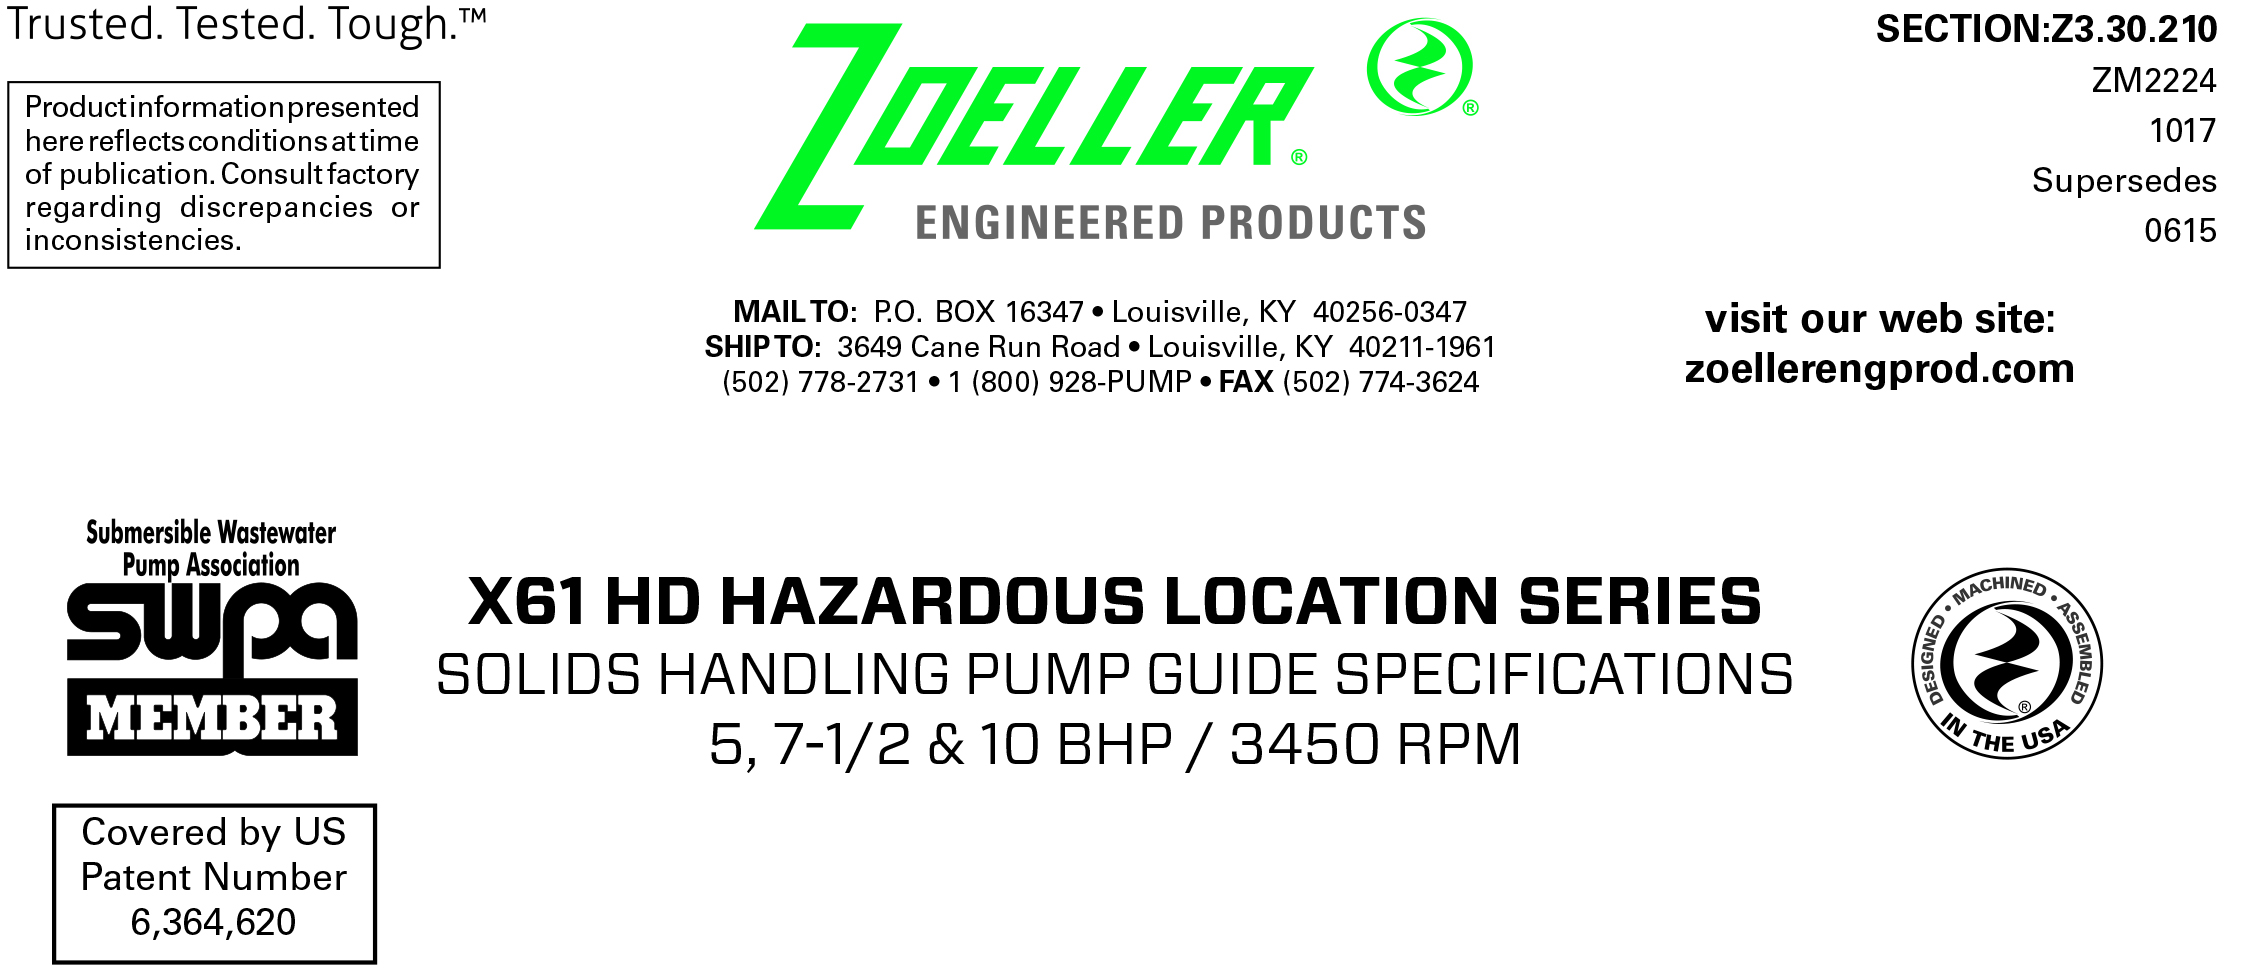 Trusted. Tested. Tough.™
Product information presented
here reflects conditions at time
of publication. Consult factory
regarding discrepancies or
inconsistencies.
ZOELLER®
®
ENGINEERED PRODUCTS
SECTION:Z3.30.210
ZM2224
1017
Supersedes
0615
MAIL TO: P.O. BOX 16347 • Louisville, KY 40256-0347
SHIP TO: 3649 Cane Run Road • Louisville, KY 40211-1961
(502) 778-2731 • 1 (800) 928-PUMP • FAX (502) 774-3624
visit our web site:
zoellerengprod.com
Submersible Wastewater
Pump Association
swpa
MEMBER
X61 HD HAZARDOUS LOCATION SERIES
SOLIDS HANDLING PUMP GUIDE SPECIFICATIONS
5, 7-1/2 & 10 BHP / 3450 RPM
DESIGNED • MACHINED • ASSEMBLED
®
IN THE USA
Covered by US
Patent Number
6,364,620